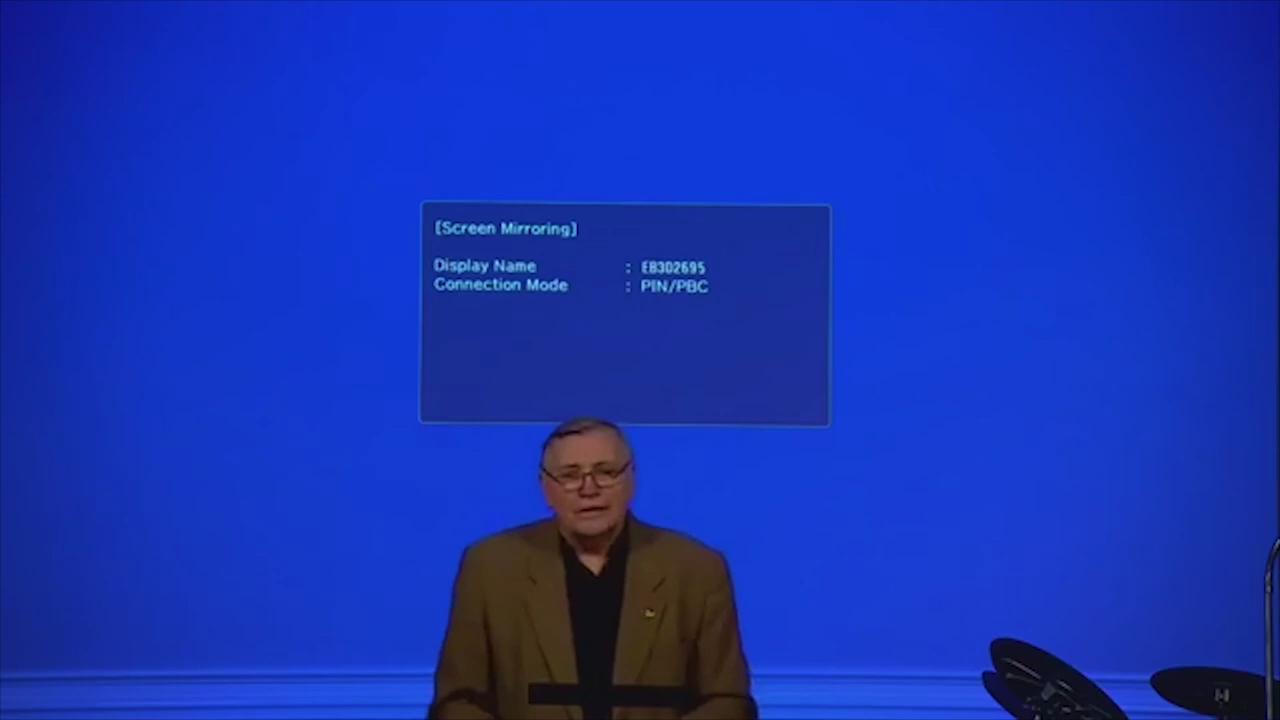 [Screen Mirroring]
Display Name : EB302695
Connection Mode : PIN/PBC